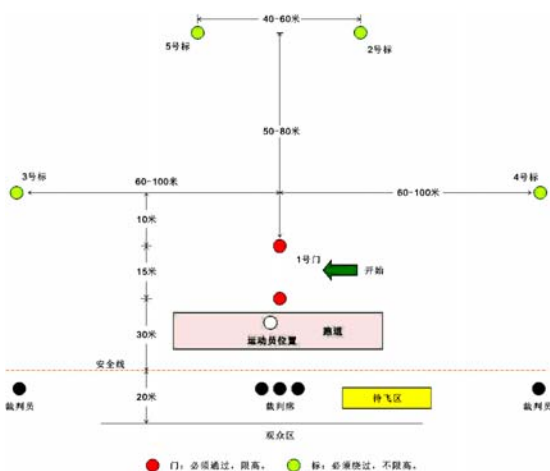 40-60米
5号标
2号标
50-80米
3号标
60-100米
60-100米
4号标
10米
1号门
15米
开始
跑道
30米
运动员位置
安全线
待飞区
20米
裁判员
裁判席
裁判员
观众区
门：必须通过，限高。
标：必须绕过，不限高。